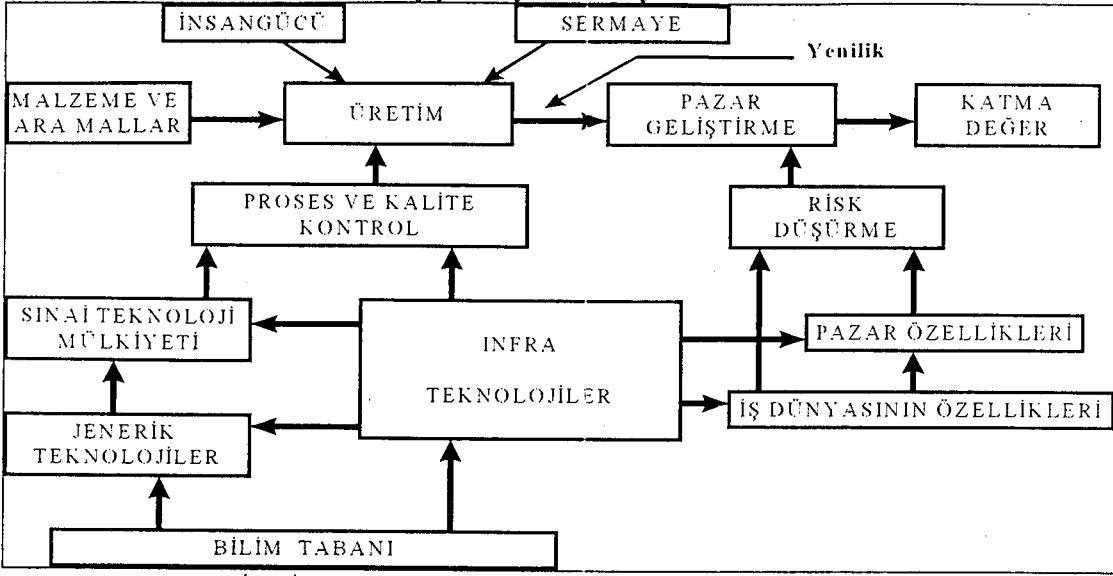 İNSANGÜCÜ
SERMAYE
Yenilik
MALZEME VE
ARA MALLAR
ÜRETİM
PAZAR
GELİŞTİRME
KATMA
DEĞER
PROSES VE KALİTE
KONTROL
RİSK
DÜŞÜRME
SINAİ TEKNOLOJİ
MÜLKİYETİ
INFRA
TEKNOLOJİLER
PAZAR ÖZELLİKLERİ
İŞ DÜNYASININ ÖZELLİKLERİ
JENERİK
TEKNOLOJİLER
BİLİM TABANI